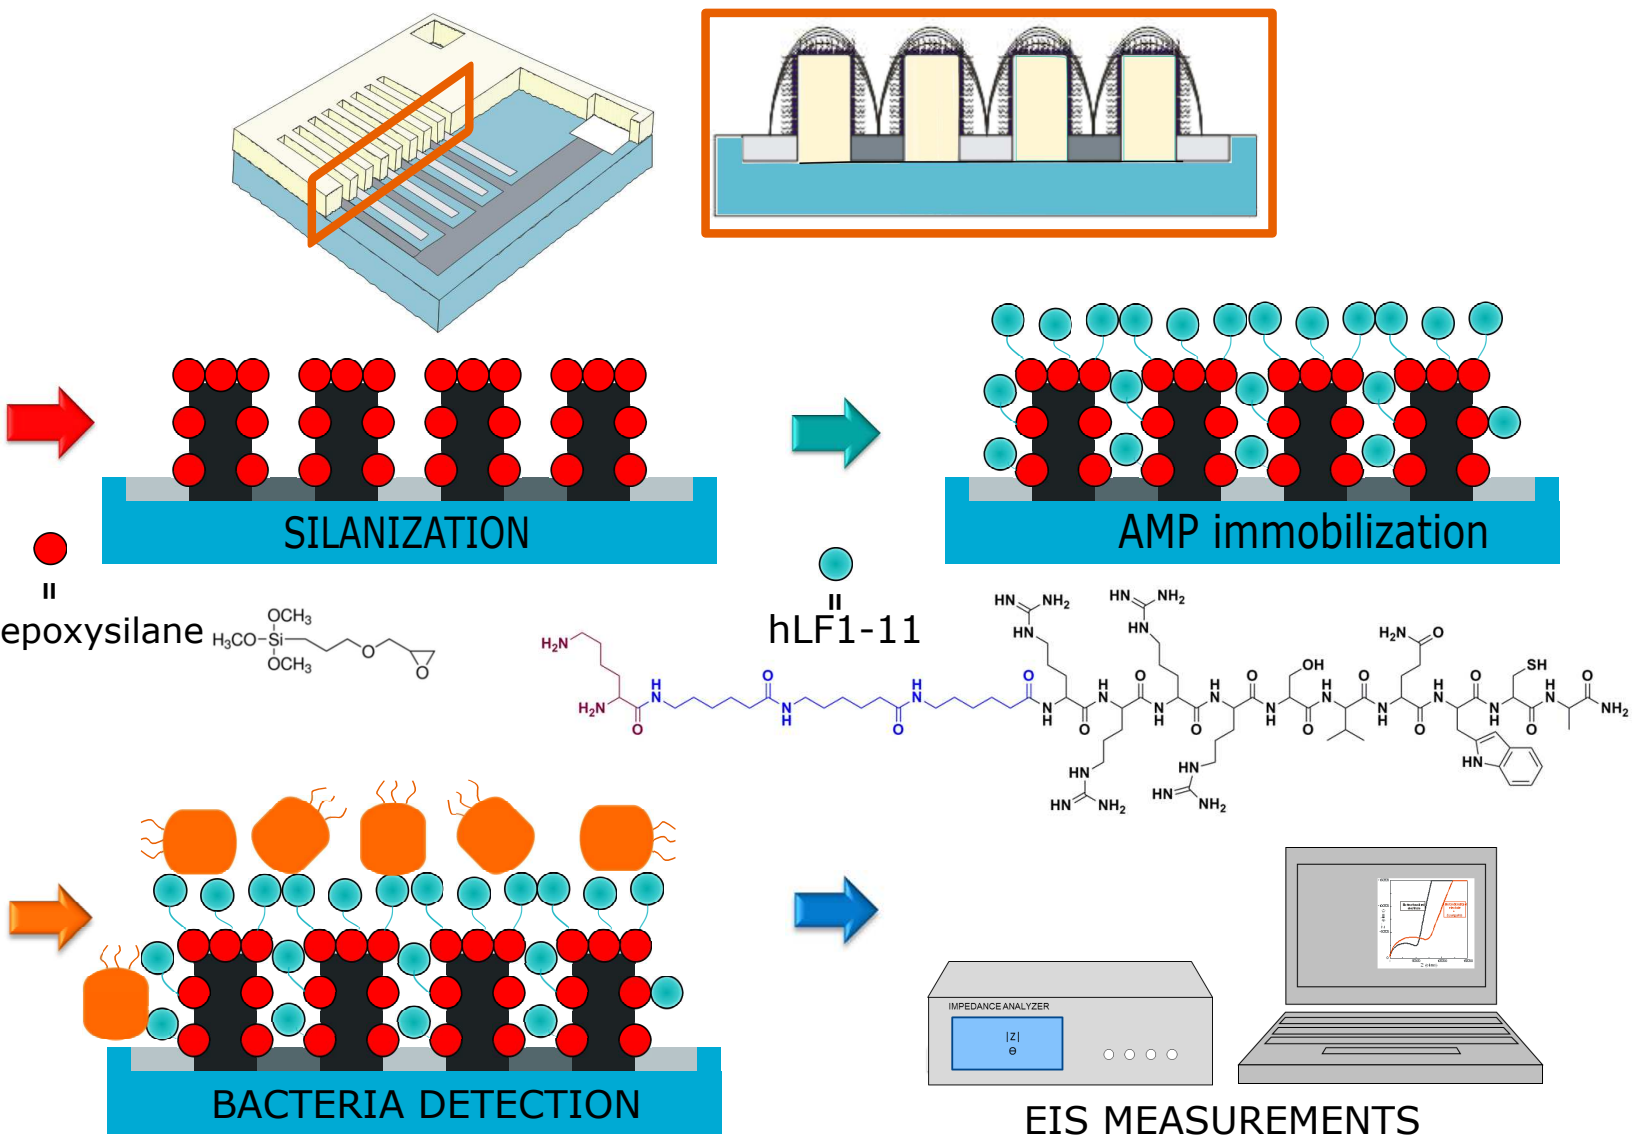 SILANIZATION
AMP immobilization
=
epoxysilane
OCH3
H3CO Si
OCH3
O
O
=
hLF1-11
H2N
H2N
O
H
N
O
N
H
O
H
N
O
N
H
O
H
N
O
N
H
O
H
N
O
N
H
O
H
N
O
N
H
O
H
N
O
NH2
HN NH2
HN
HN NH2
HN
HN
HN NH2
HN
HN NH2
OH
H2N O
HN
SH
BACTERIA DETECTION
IMPEDANCE ANALYZER
|Z|
Θ
EIS MEASUREMENTS